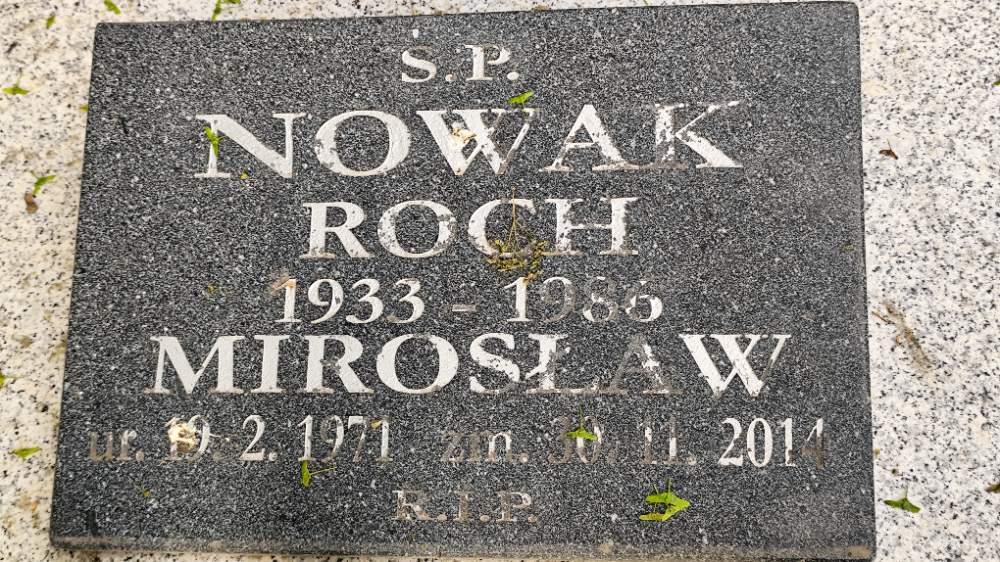 Ś.P.
NOWAK
ROCH
1933 - 1986
MIROSŁAW
ur. 19. 2. 1971 zm. 30. 11. 2014
R.I.P.